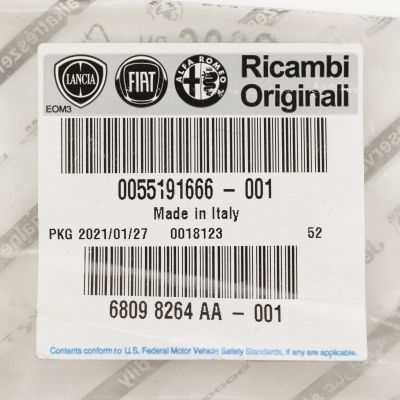 LANCIA FIAT ALFA ROMEO Ricambi
EOM3 Originali
0055191666 - 001
Made in Italy
PKG 2021/01/27 0018123 52
6809 8264 AA - 001
Contents conform to U.S. Federal Motor Vehicle Safety Standards, if any are applicable.